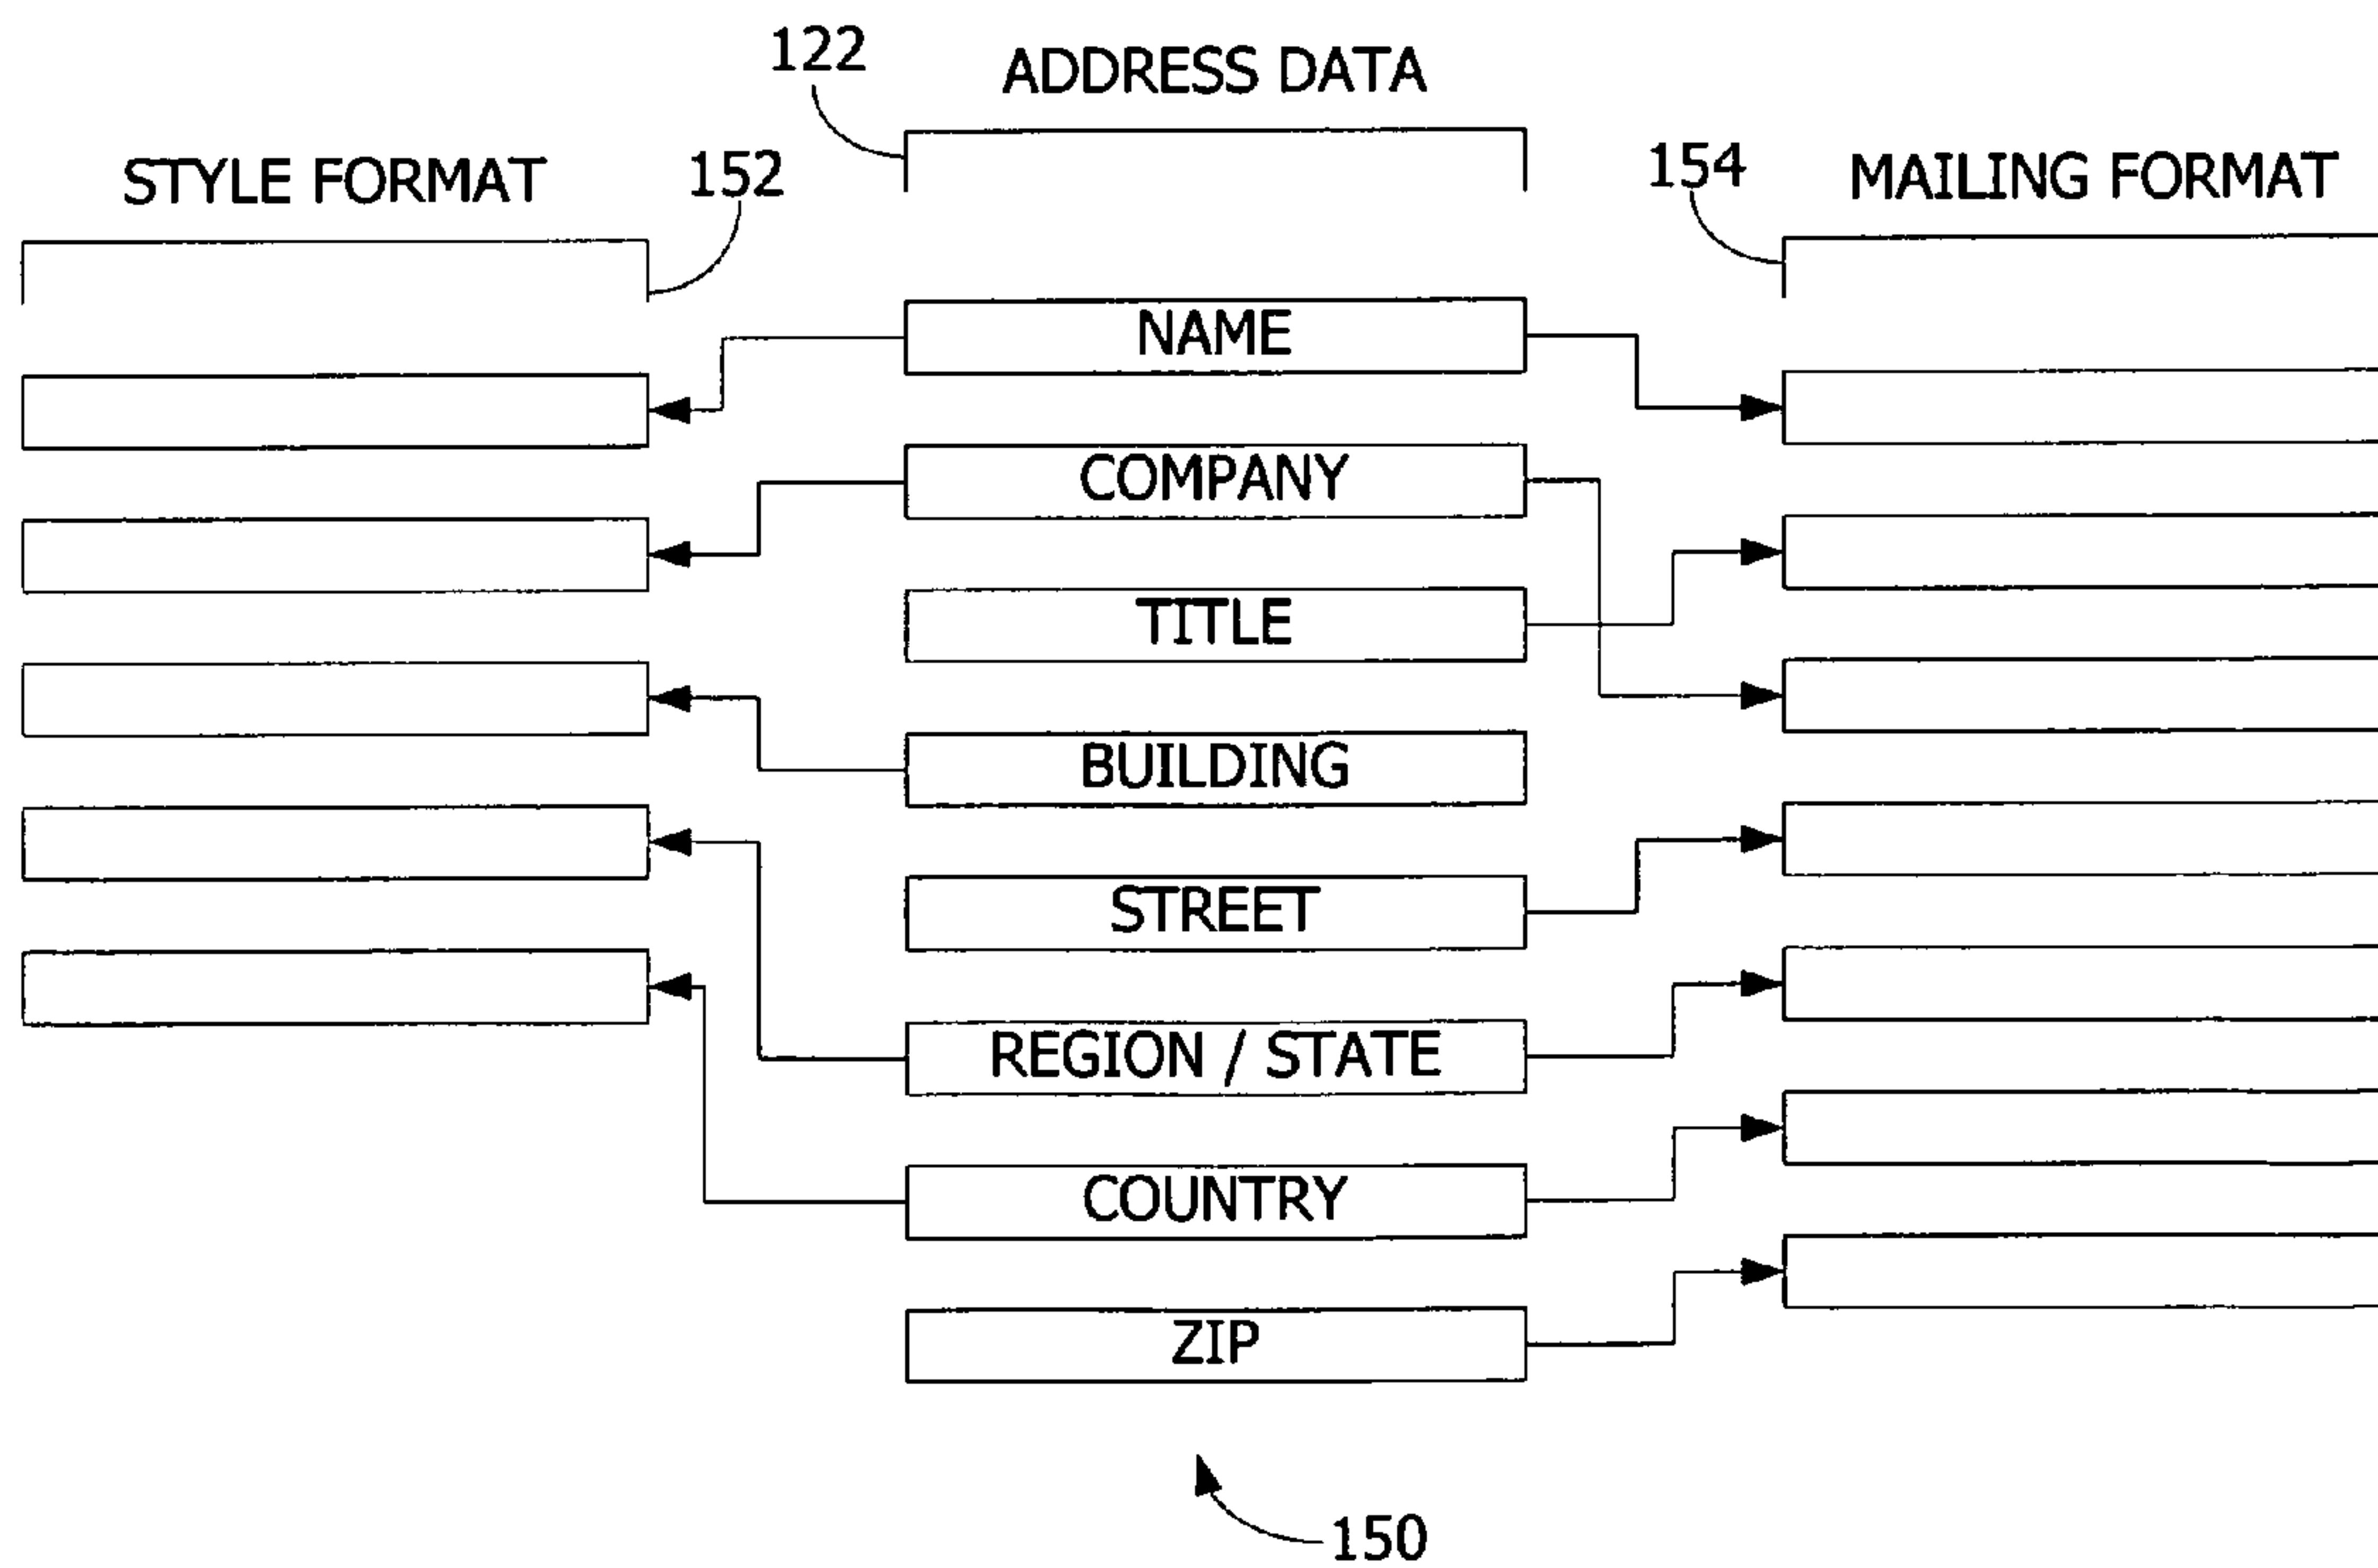 122
ADDRESS DATA
STYLE FORMAT
152
154
MAILING FORMAT
NAME
COMPANY
TITLE
BUILDING
STREET
REGION / STATE
COUNTRY
ZIP
150